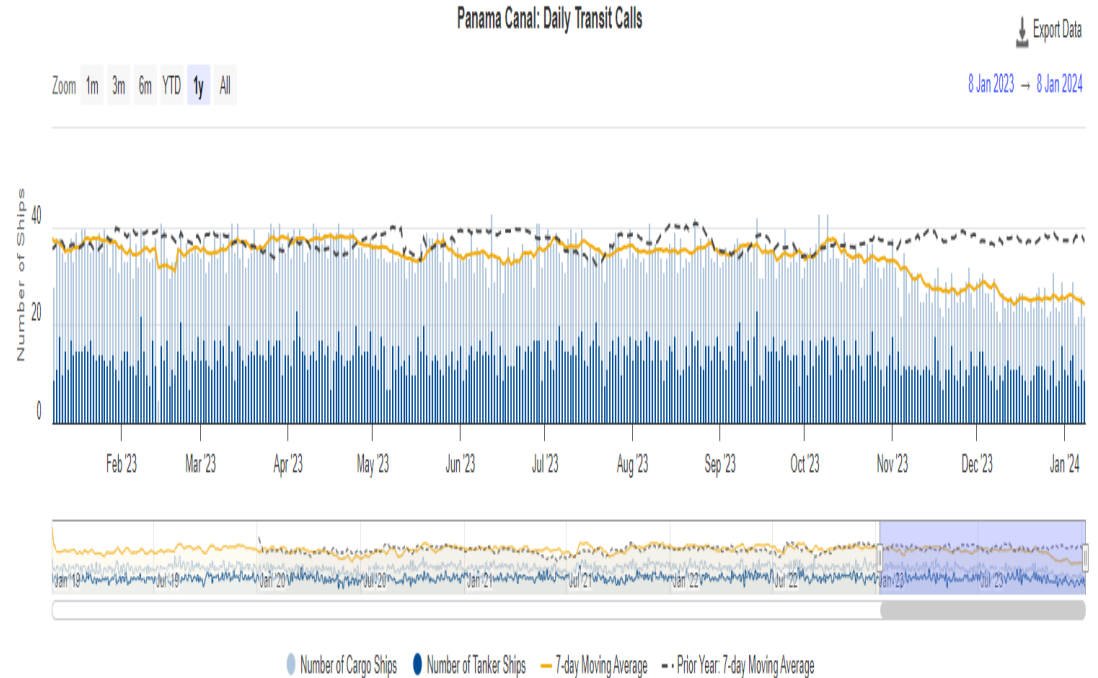 Panama Canal: Daily Transit Calls
Export Data
Zoom 1m 3m 6m YTD 1y All
8 Jan 2023 → 8 Jan 2024
Number of Ships
40
20
0
Feb '23 Mar '23 Apr '23 May '23 Jun '23 Jul '23 Aug '23 Sep '23 Oct '23 Nov '23 Dec '23 Jan '24
Jan '19 Jul '19 Jan '20 Jul '20 Jan '21 Jul '21 Jan '22 Jul '22 Jan '23 Jul '23
Number of Cargo Ships Number of Tanker Ships 7-day Moving Average Prior Year: 7-day Moving Average